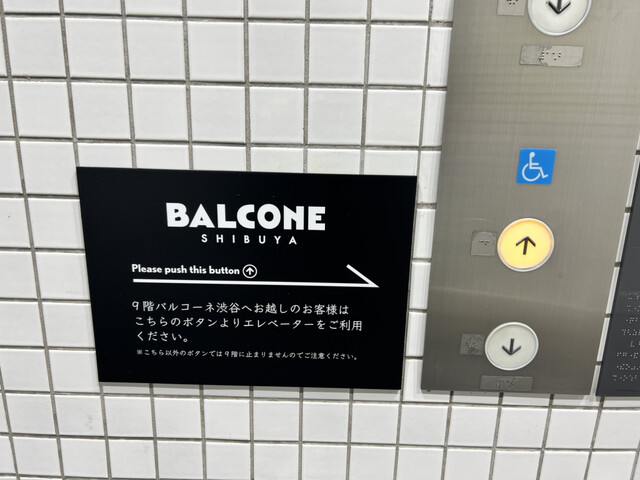 BALCONE
SHIBUYA
Please push this button ↑
9階バルコーネ渋谷へお越しのお客様は
こちらのボタンよりエレベーターをご利用
ください。
※こちら以外のボタンでは9階に止まりませんのでご注意ください。